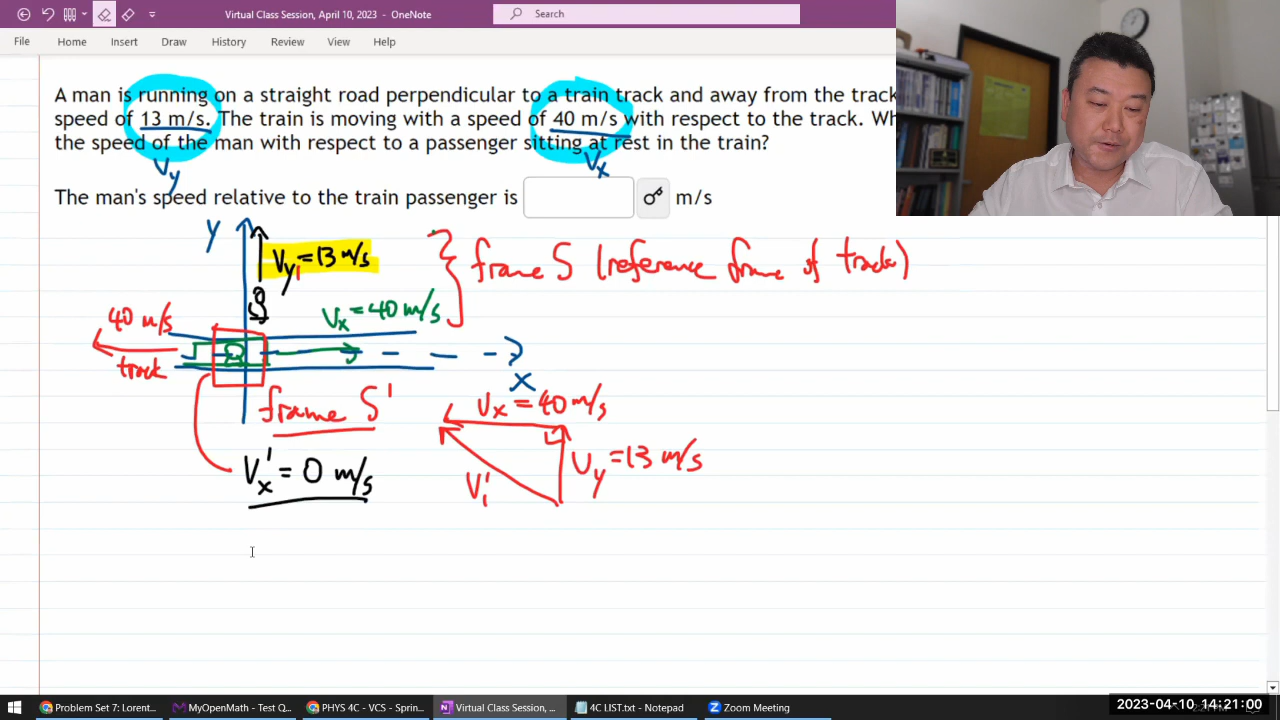 Virtual Class Session, April 10, 2023 - OneNote
Search
File Home Insert Draw History Review View Help
A man is running on a straight road perpendicular to a train track and away from the track
speed of 13 m/s. The train is moving with a speed of 40 m/s with respect to the track. Wh
the speed of the man with respect to a passenger sitting at rest in the train?
Vy Vx
The man's speed relative to the train passenger is m/s
y
Vy1 = 13 m/s
frame S (reference frame of track)
40 m/s
Vx = 40 m/s
track
x
frame S'
Vx = 40 m/s
Vx' = 0 m/s
Vy = 13 m/s
V1'
Problem Set 7: Lorent... MyOpenMath - Test Q... PHYS 4C - VCS - Sprin... Virtual Class Session, ... 4C LIST.txt - Notepad Zoom Meeting
2023-04-10 14:21:00